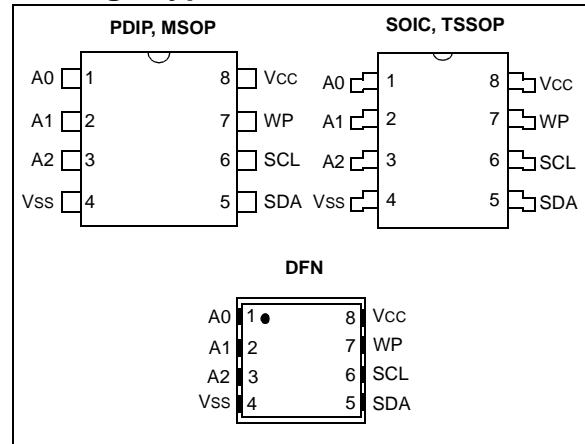 PDIP, MSOP
A0 1 8 VCC
A1 2 7 WP
A2 3 6 SCL
VSS 4 5 SDA
SOIC, TSSOP
A0 1 8 VCC
A1 2 7 WP
A2 3 6 SCL
VSS 4 5 SDA
DFN
A0 1 8 VCC
A1 2 7 WP
A2 3 6 SCL
VSS 4 5 SDA